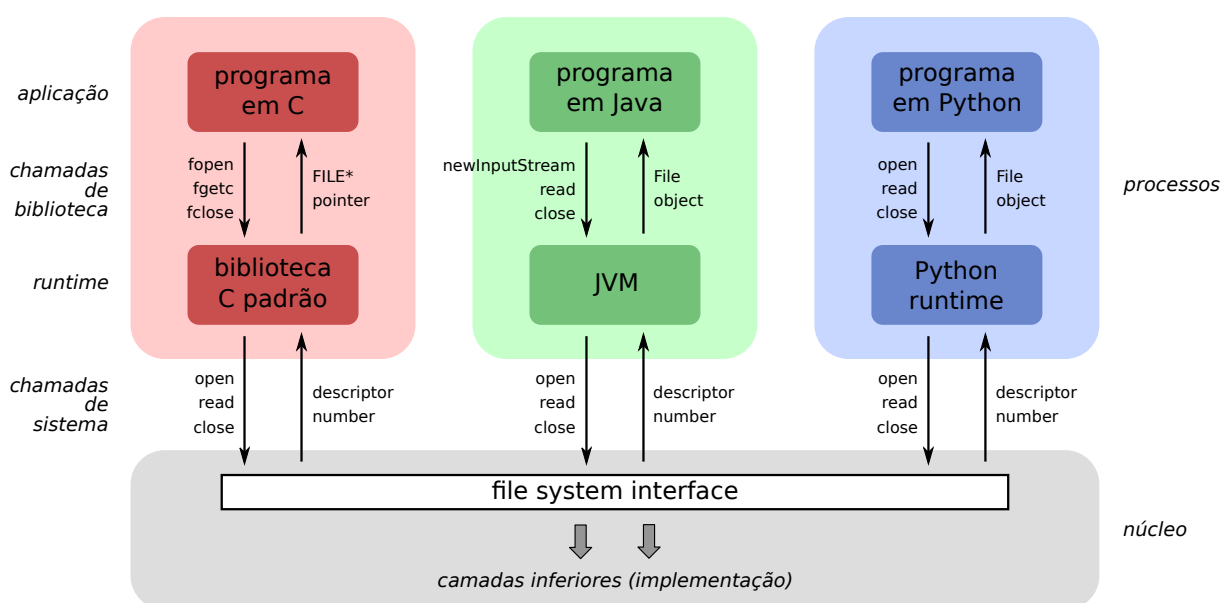 programa
em C
programa
em Java
programa
em Python
aplicação
chamadas
de
biblioteca
fopen
fgetc
fclose
FILE*
pointer
newInputStream
read
close
File
object
open
read
close
File
object
processos
runtime
biblioteca
C padrão
JVM
Python
runtime
chamadas
de
sistema
open
read
close
descriptor
number
open
read
close
descriptor
number
open
read
close
descriptor
number
file system interface
núcleo
camadas inferiores (implementação)